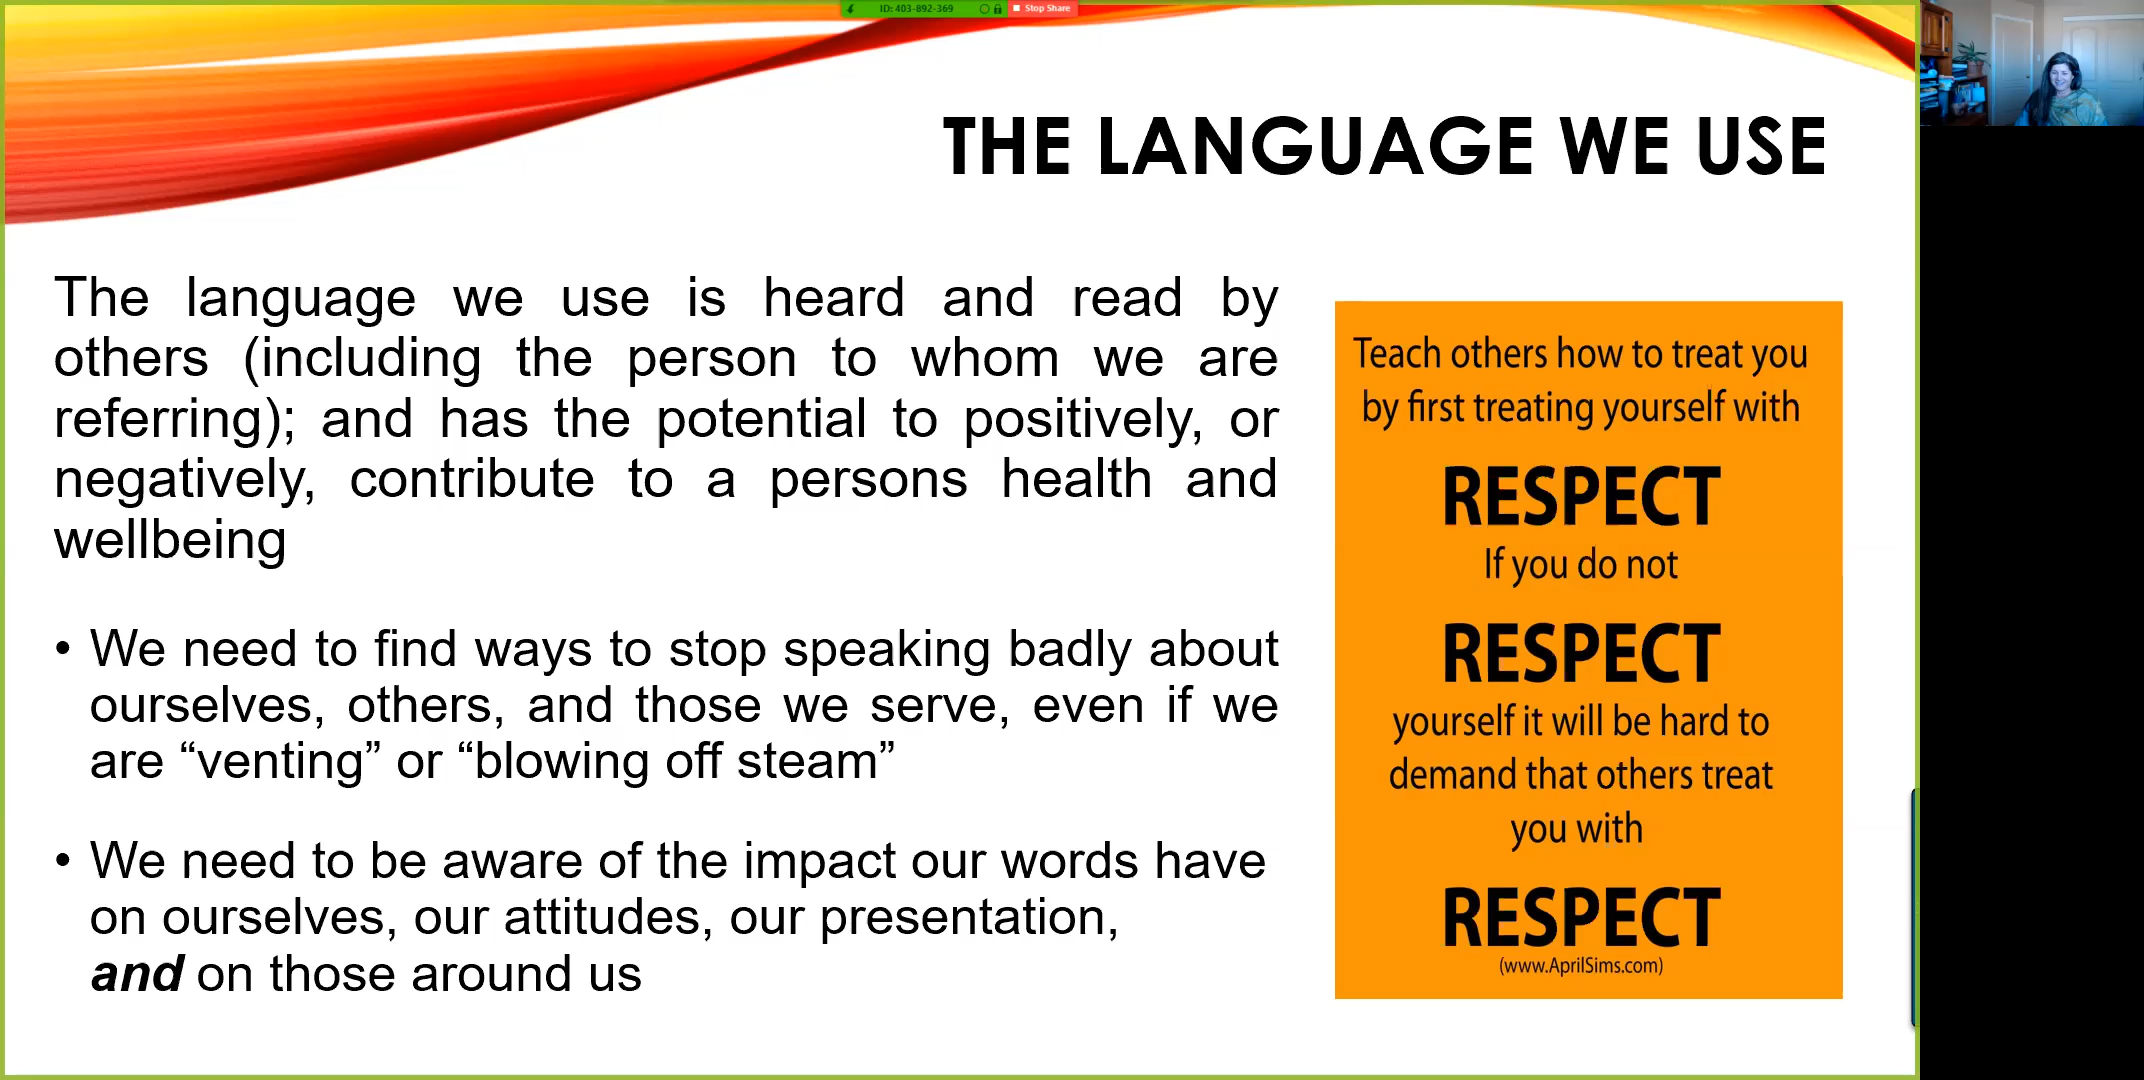 ID: 403-892-369
Stop Share
THE LANGUAGE WE USE
The language we use is heard and read by
others (including the person to whom we are
referring); and has the potential to positively, or
negatively, contribute to a persons health and
wellbeing
• We need to find ways to stop speaking badly about
ourselves, others, and those we serve, even if we
are “venting” or “blowing off steam”
• We need to be aware of the impact our words have
on ourselves, our attitudes, our presentation,
and on those around us
Teach others how to treat you
by first treating yourself with
RESPECT
If you do not
RESPECT
yourself it will be hard to
demand that others treat
you with
RESPECT
(www.AprilSims.com)